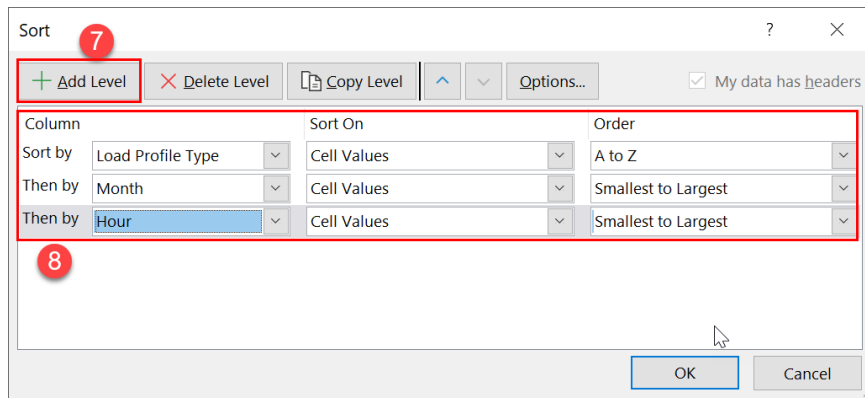 Sort ?
7
Add Level Delete Level Copy Level Options... My data has headers
Column Sort On Order
Sort by Load Profile Type Cell Values A to Z
Then by Month Cell Values Smallest to Largest
Then by Hour Cell Values Smallest to Largest
8
OK Cancel